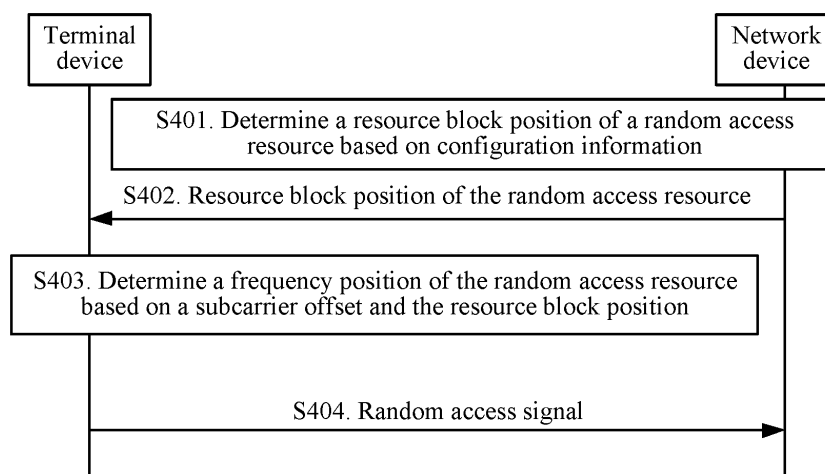 Terminal
device
Network
device
S401. Determine a resource block position of a random access
resource based on configuration information
S402. Resource block position of the random access resource
S403. Determine a frequency position of the random access resource
based on a subcarrier offset and the resource block position
S404. Random access signal